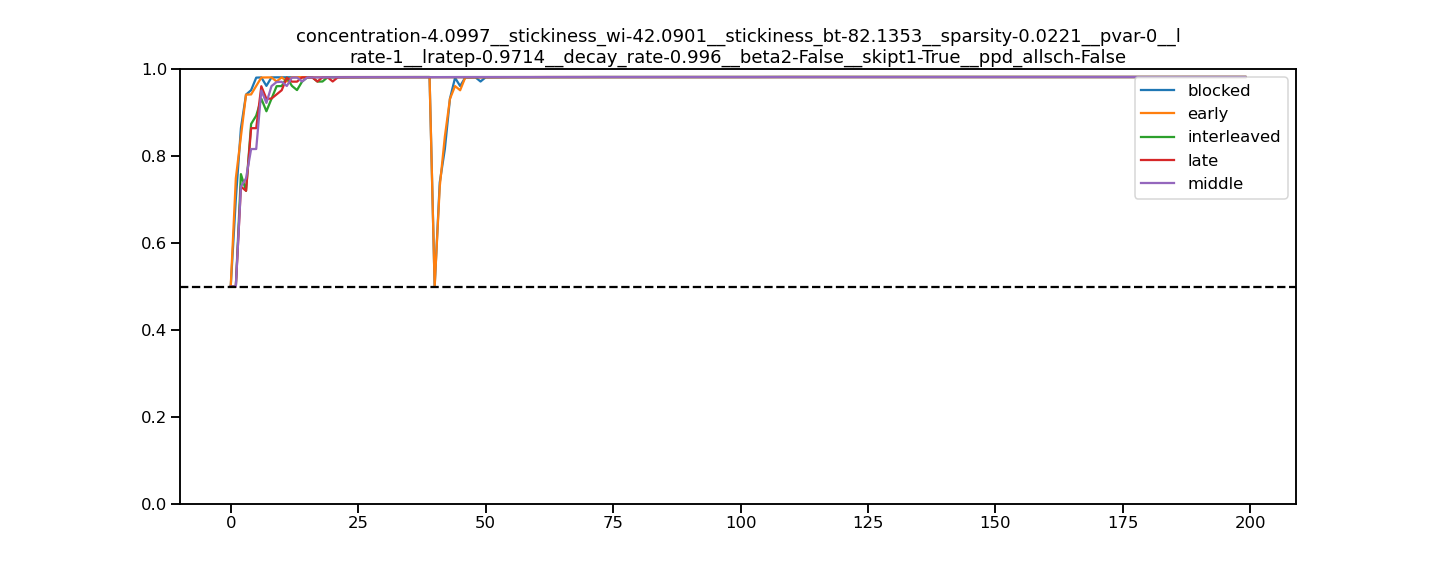 concentration-4.0997__stickiness_wi-42.0901__stickiness_bt-82.1353__sparsity-0.0221__pvar-0__l
rate-1__lratep-0.9714__decay_rate-0.996__beta2-False__skipt1-True__ppd_allsch-False
1.0
0.8
0.6
0.4
0.2
0.0
blocked
early
interleaved
late
middle
0 25 50 75 100 125 150 175 200